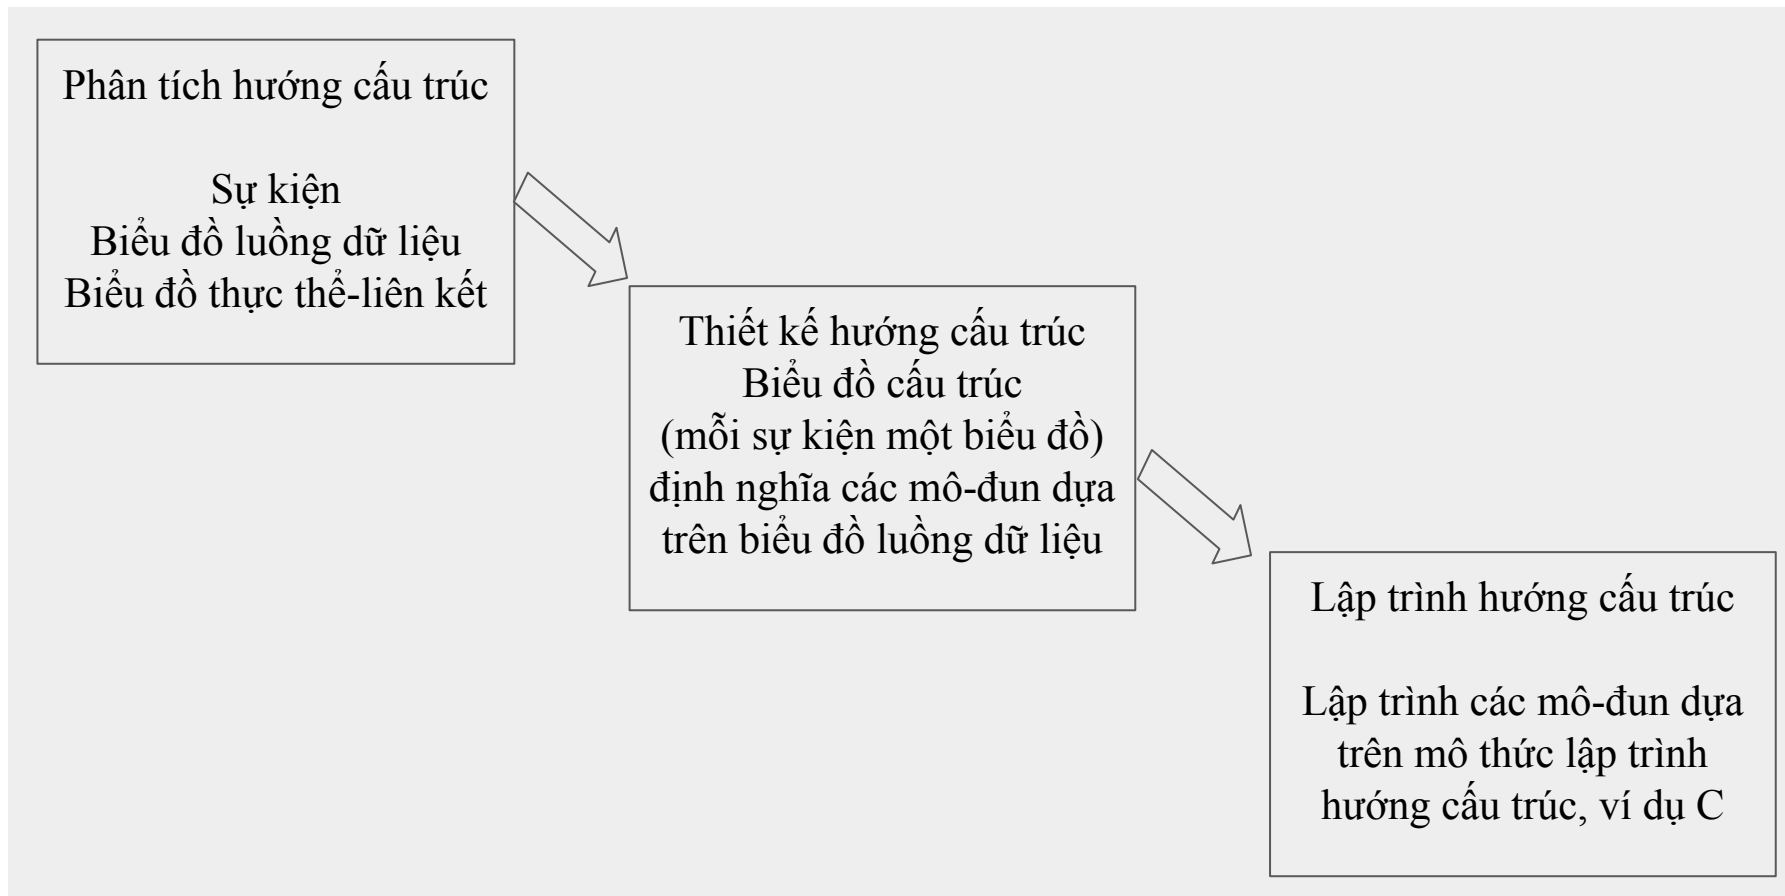 Phân tích hướng cấu trúc
Sự kiện
Biểu đồ luồng dữ liệu
Biểu đồ thực thể-liên kết
Thiết kế hướng cấu trúc
Biểu đồ cấu trúc
(mỗi sự kiện một biểu đồ)
định nghĩa các mô-đun dựa
trên biểu đồ luồng dữ liệu
Lập trình hướng cấu trúc
Lập trình các mô-đun dựa
trên mô thức lập trình
hướng cấu trúc, ví dụ C